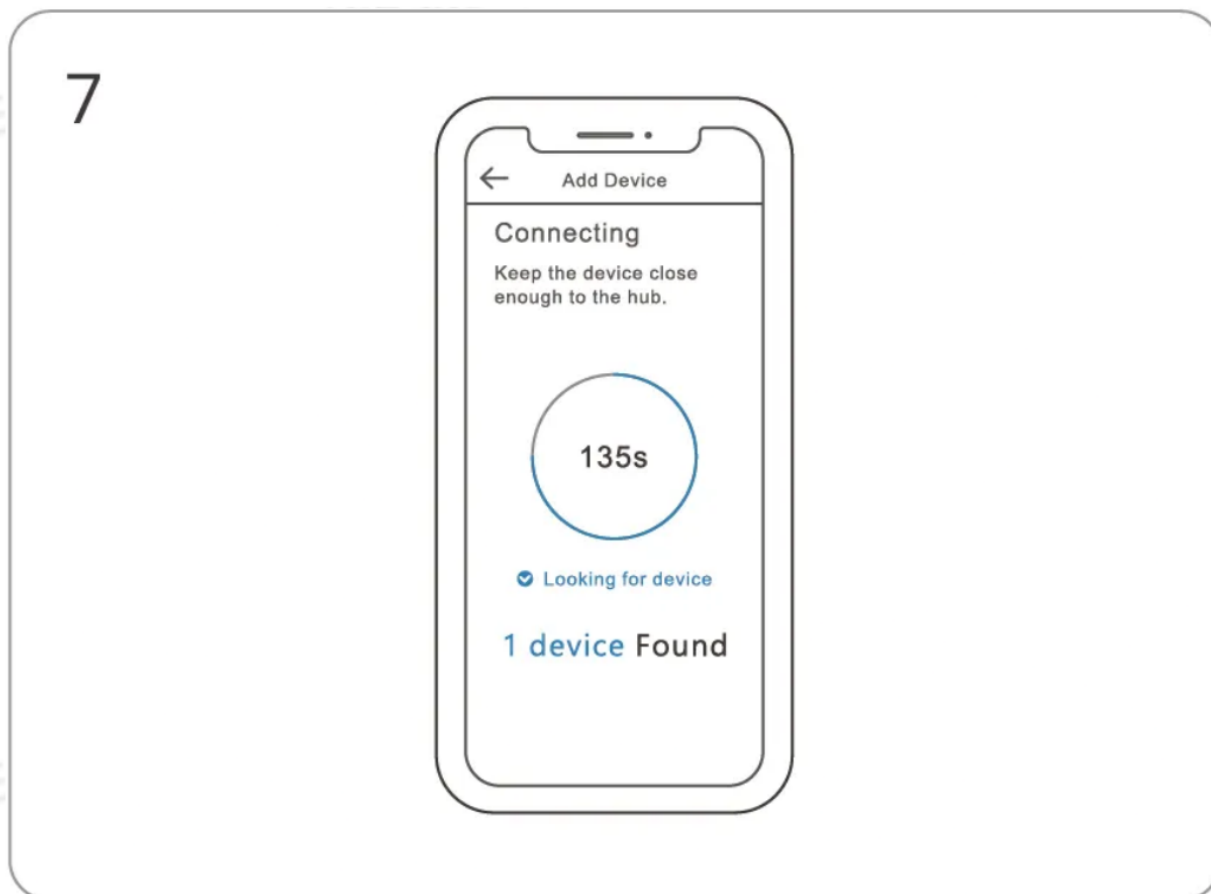 7
Add Device
Connecting
Keep the device close
enough to the hub.
135s
Looking for device
1 device Found